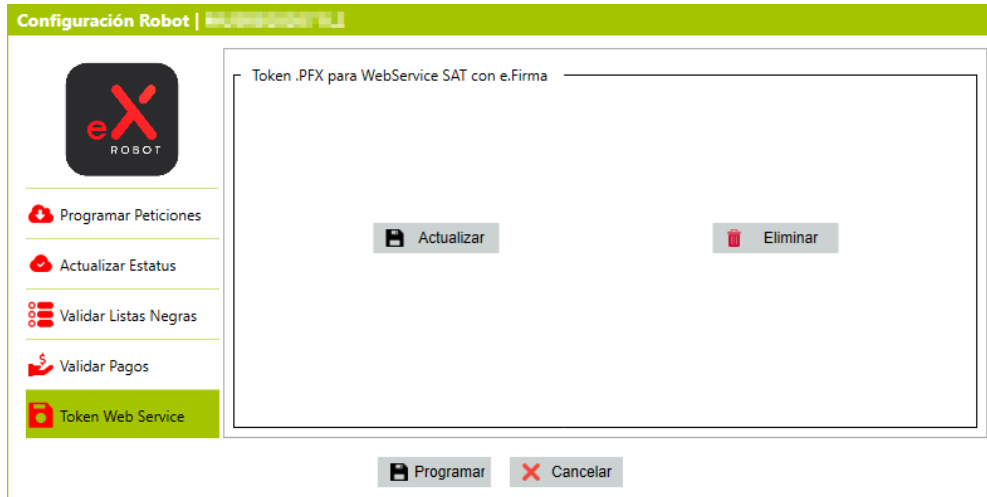 Configuración Robot |
eX
ROBOT
Token .PFX para WebService SAT con e.Firma
Programar Peticiones
Actualizar Estatus
Validar Listas Negras
Validar Pagos
Token Web Service
Actualizar
Eliminar
Programar
Cancelar